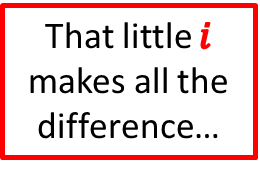 That little i
makes all the
difference...